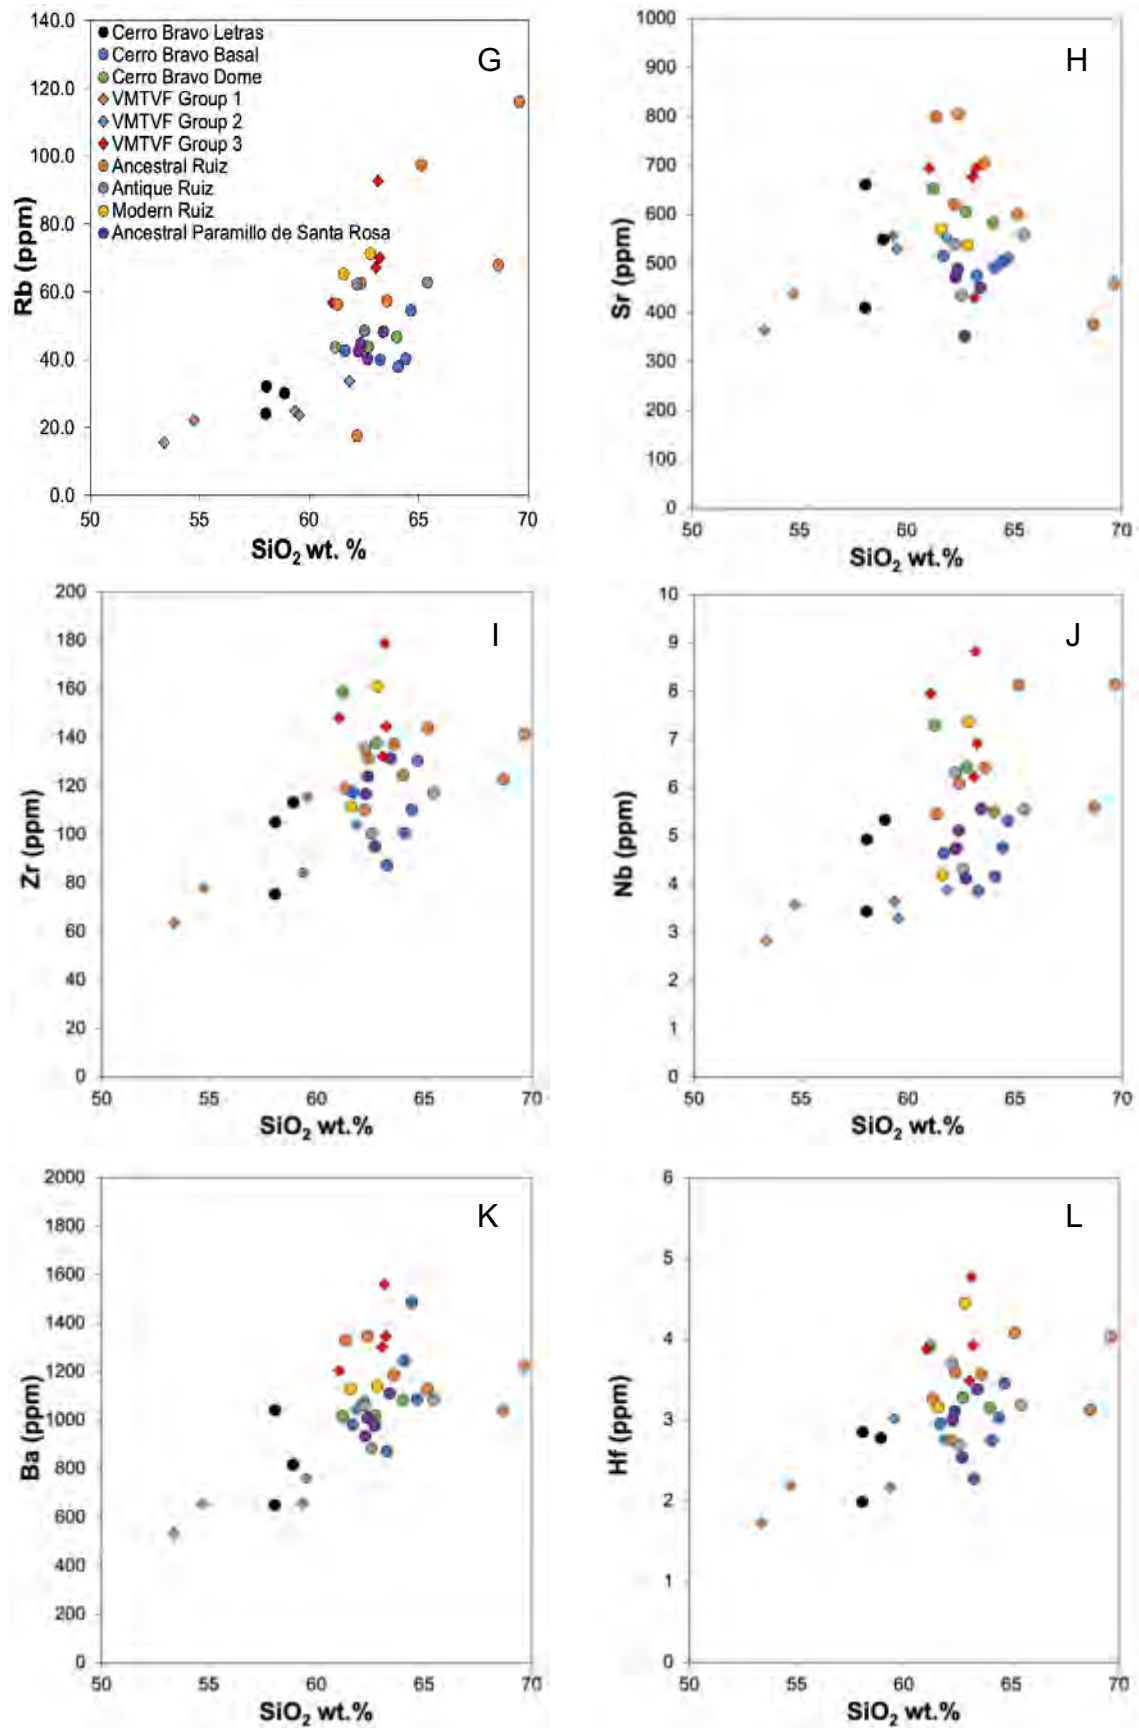 G
Rb (ppm)
140.0
120.0
100.0
80.0
60.0
40.0
20.0
0.0
Cerro Bravo Letras
Cerro Bravo Basal
Cerro Bravo Dome
VMTVF Group 1
VMTVF Group 2
VMTVF Group 3
Ancestral Ruiz
Antique Ruiz
Modern Ruiz
Ancestral Paramillo de Santa Rosa
50 55 60 65 70
SiO2 wt. %
H
Sr (ppm)
1000
900
800
700
600
500
400
300
200
100
0
50 55 60 65 70
SiO2 wt.%
I
Zr (ppm)
200
180
160
140
120
100
80
60
40
20
0
50 55 60 65 70
SiO2 wt.%
J
Nb (ppm)
10
9
8
7
6
5
4
3
2
1
0
50 55 60 65 70
SiO2 wt.%
K
Ba (ppm)
2000
1800
1600
1400
1200
1000
800
600
400
200
0
50 55 60 65 70
SiO2 wt.%
L
Hf (ppm)
6
5
4
3
2
1
0
50 55 60 65 70
SiO2 wt.%